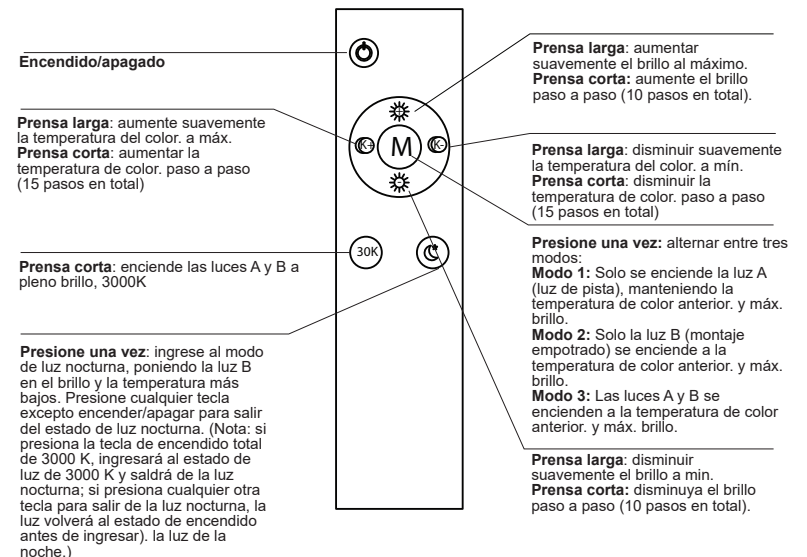 Encendido/apagado
Prensa larga: aumente suavemente
la temperatura del color. a máx.
Prensa corta: aumentar la
temperatura de color. paso a paso
(15 pasos en total)
Prensa corta: enciende las luces A y B a
pleno brillo, 3000K
Presione una vez: ingrese al modo
de luz nocturna, poniendo la luz B
en el brillo y la temperatura más
bajos. Presione cualquier tecla
excepto encender/apagar para salir
del estado de luz nocturna. (Nota: si
presiona la tecla de encendido total
de 3000 K, ingresará al estado de
luz de 3000 K y saldrá de la luz
nocturna; si presiona cualquier otra
tecla para salir de la luz nocturna, la
luz volverá al estado de encendido
antes de ingresar). la luz de la
noche.)
K+
M
K-
30K
Prensa larga: aumentar
suavemente el brillo al máximo.
Prensa corta: aumente el brillo
paso a paso (10 pasos en total).
Prensa larga: disminuir suavemente
la temperatura del color. a mín.
Prensa corta: disminuir la
temperatura de color. paso a paso
(15 pasos en total)
Presione una vez: alternar entre tres
modos:
Modo 1: Solo se enciende la luz A
(luz de pista), manteniendo la
temperatura de color anterior. y máx.
brillo.
Modo 2: Solo la luz B (montaje
empotrado) se enciende a la
temperatura de color anterior. y máx.
brillo.
Modo 3: Las luces A y B se
encienden a la temperatura de color
anterior. y máx. brillo.
Prensa larga: disminuir
suavemente el brillo a min.
Prensa corta: disminuya el brillo
paso a paso (10 pasos en total).